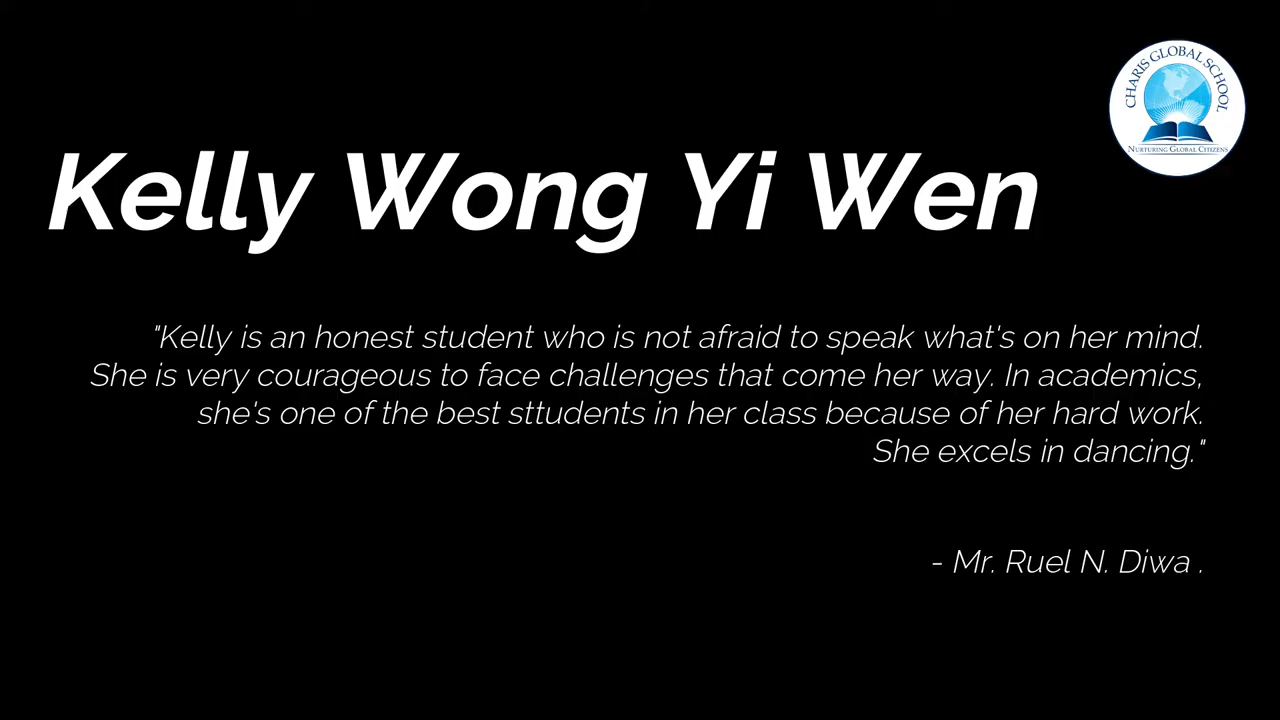 CHARIS GLOBAL SCHOOL
NURTURING GLOBAL CITIZENS
Kelly Wong Yi Wen
"Kelly is an honest student who is not afraid to speak what's on her mind.
She is very courageous to face challenges that come her way. In academics,
she's one of the best sttudents in her class because of her hard work.
She excels in dancing."
- Mr. Ruel N. Diwa .